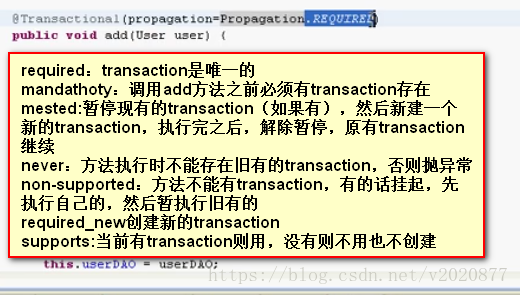 @Transactional(propagation=Propagation.REQUIRED)
public void add(User user) {
required：transaction是唯一的
mandathoty：调用add方法之前必须有transaction存在
mested:暂停现有的transaction（如果有），然后新建一个
新的transaction，执行完之后，解除暂停，原有transaction
继续
never：方法执行时不能存在旧有的transaction，否则抛异常
non-supported：方法不能有transaction，有的话挂起，先
执行自己的，然后暂执行旧有的
required_new创建新的transaction
supports:当前有transaction则用，没有则不用也不创建
this.userDAO = userDAO;
https://blog.csdn.net/v2020877